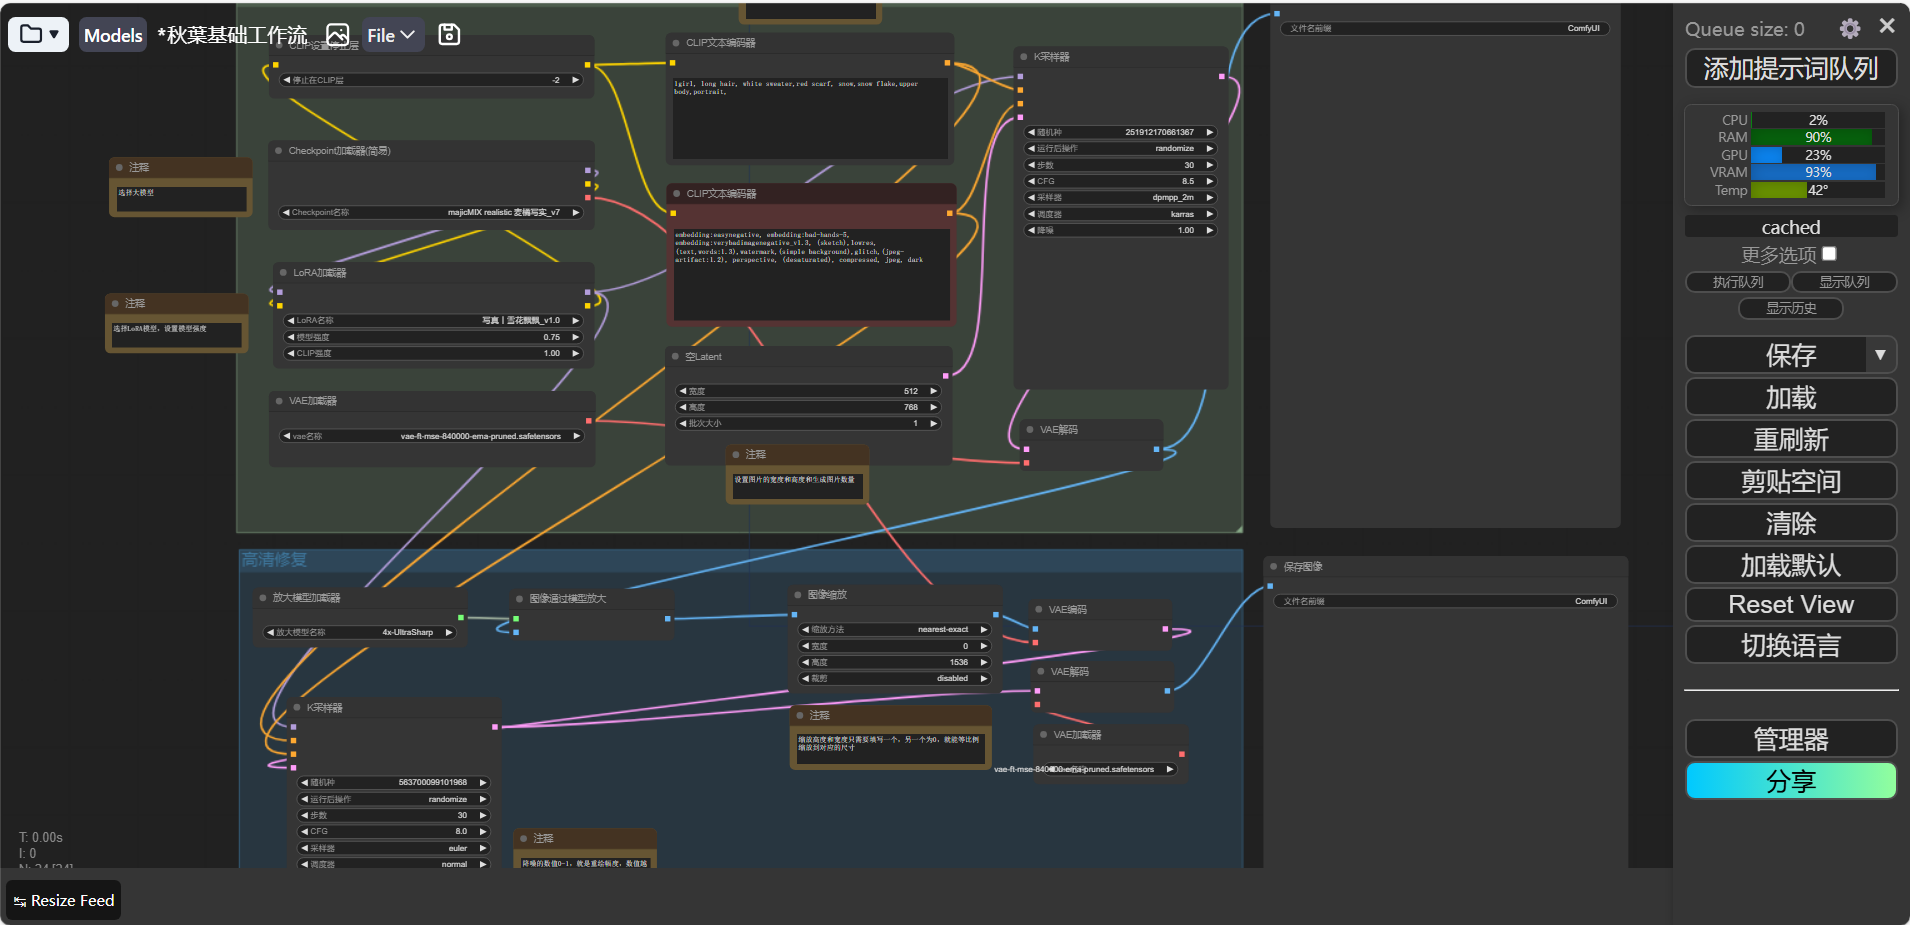 Models
*秋葉基础工作流
File
停止在CLIP层
-2
Checkpoint加载器(简易)
Checkpoint名称
majicMIX realistic 麦橘写实_v7
注释
选择大模型
LoRA加载器
LoRA名称
写真丨雪花飘飘_v1.0
模型强度
0.75
CLIP强度
1.00
注释
选择LoRA模型, 设置模型强度
VAE加载器
vae名称
vae-ft-mse-840000-ema-pruned.safetensors
CLIP文本编码器
1girl, long hair, white sweater,red scarf, snow,snow flake,upper
body,portrait,
CLIP文本编码器
embedding:easynegative, embedding:bad-hands-5,
embedding:verybadimagenegative_v1.3, (sketch),lowres,
(text,words:1.3),watermark,(simple background),glitch,(jpeg-
artifact:1.2), perspective, (desaturated), compressed, jpeg, dark
空Latent
宽度
512
高度
768
批次大小
1
注释
设置图片的宽度和高度和生成图片数量
K采样器
随机种
251912170661367
运行后操作
randomize
步数
30
CFG
8.5
采样器
dpmpp_2m
调度器
karras
降噪
1.00
VAE解码
文件名前缀
ComfyUI
高清修复
放大模型加载器
放大模型名称
4x-UltraSharp
图像通过模型放大
图像缩放
缩放方法
nearest-exact
宽度
0
高度
1536
裁剪
disabled
注释
缩放高度和宽度只需要填写一个, 另一个为0, 就能等比例
缩放到对应的尺寸
VAE编码
VAE解码
VAE加载器
vae-ft-mse-840000-ema-pruned.safetensors
K采样器
随机种
563700099101968
运行后操作
randomize
步数
30
CFG
8.0
采样器
euler
调度器
normal
注释
降噪的数值0-1, 就是重绘幅度, 数值越
保存图像
文件名前缀
ComfyUI
T: 0.00s
I: 0
Resize Feed
Queue size: 0
添加提示词队列
CPU
2%
RAM
90%
GPU
23%
VRAM
93%
Temp
42°
cached
更多选项
执行队列
显示队列
显示历史
保存
加载
重刷新
剪贴空间
清除
加载默认
Reset View
切换语言
管理器
分享